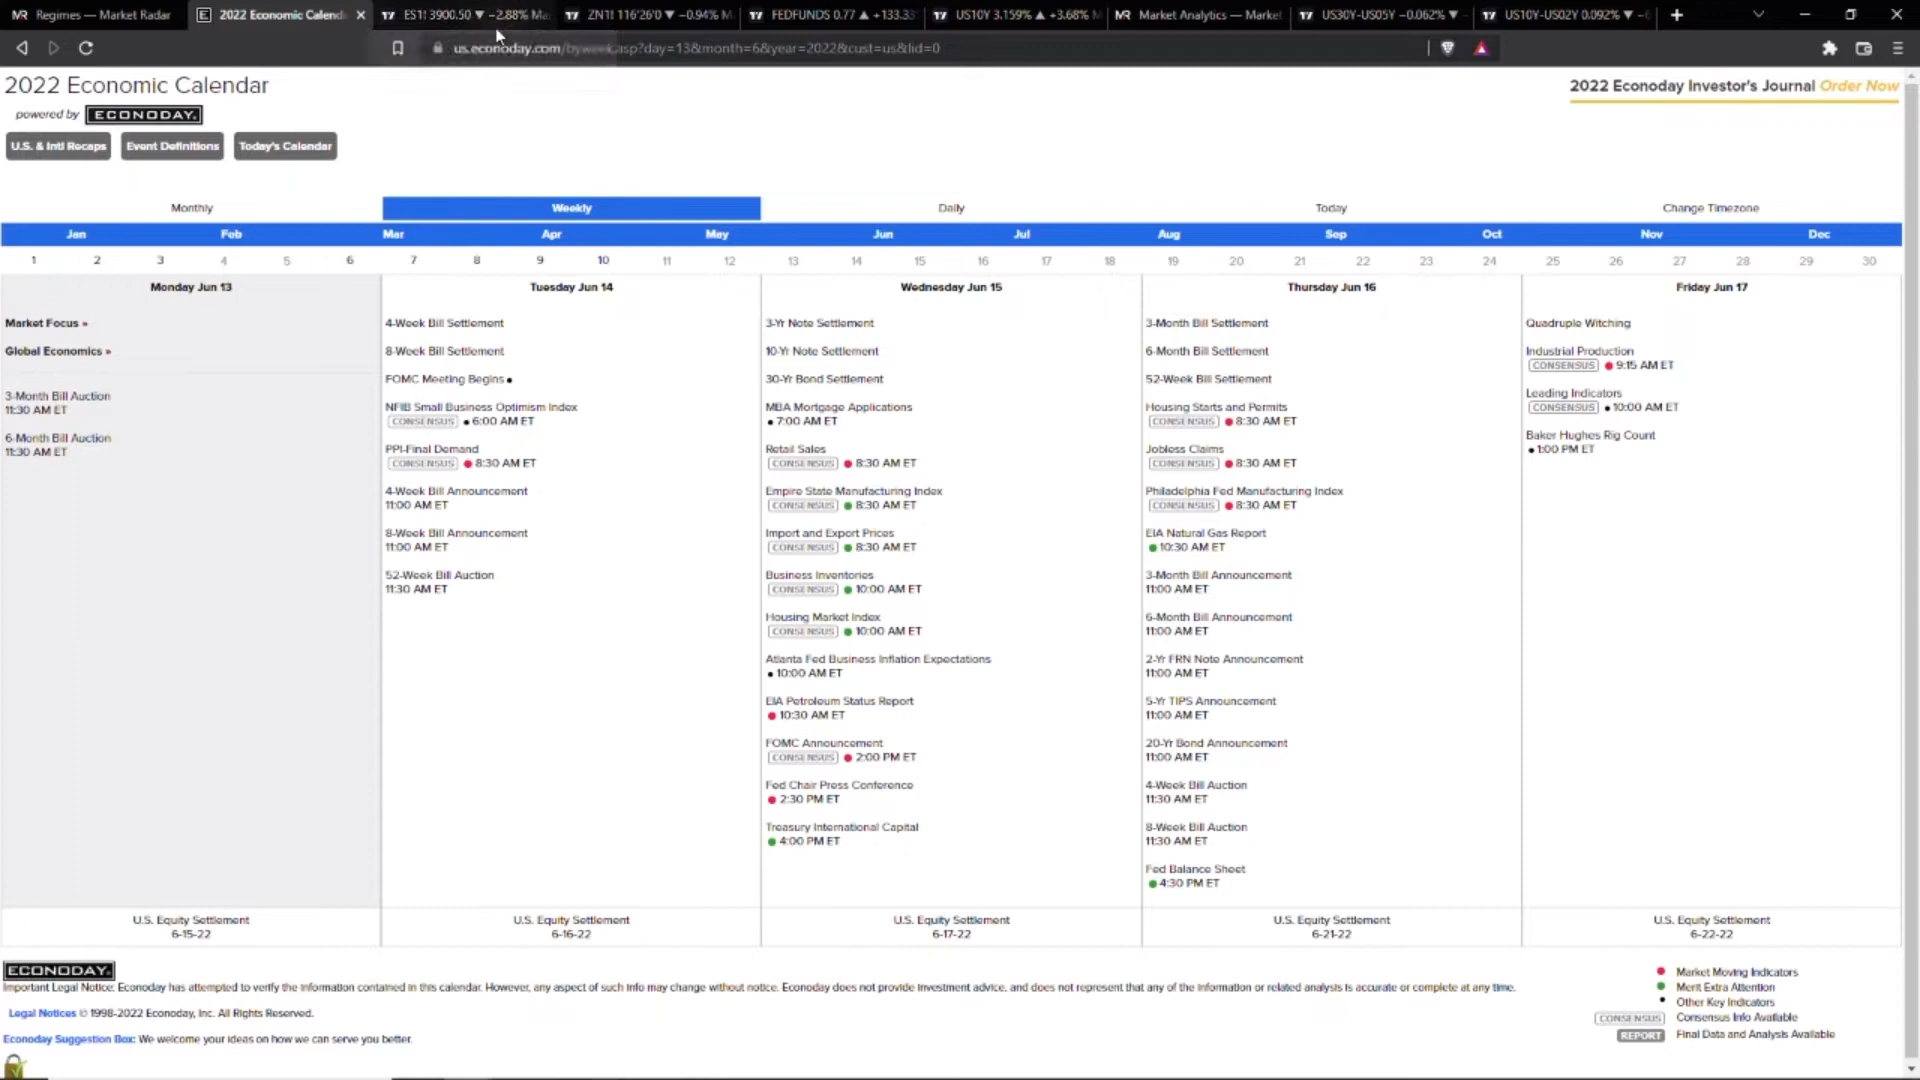 Regimes — Market Radar
2022 Economic Calend
ES1! 3900.50 ▼ −2.88% Ma
ZN1! 116'26'0 ▼ −0.94% M
FEDFUNDS 0.77 ▲ +133.33
US10Y 3.159% ▲ +3.68%
Market Analytics — Market
US30Y-US05Y −0.062% ▼
US10Y-US02Y 0.092% ▼
us.econoday.com/byweek.asp?day=13&month=6&year=2022&cust=us&lid=0
2022 Economic Calendar
powered by ECONODAY.
2022 Econoday Investor's Journal Order Now
U.S. & Intl Recaps
Event Definitions
Today's Calendar
Monthly Weekly Daily Today Change Timezone
Jan Feb Mar Apr May Jun Jul Aug Sep Oct Nov Dec
1 2 3 4 5 6 7 8 9 10 11 12 13 14 15 16 17 18 19 20 21 22 23 24 25 26 27 28 29 30
Monday Jun 13
Market Focus »
Global Economics »
3-Month Bill Auction
11:30 AM ET
6-Month Bill Auction
11:30 AM ET
U.S. Equity Settlement
6-15-22
Tuesday Jun 14
4-Week Bill Settlement
8-Week Bill Settlement
FOMC Meeting Begins •
NFIB Small Business Optimism Index
CONSENSUS • 6:00 AM ET
PPI-Final Demand
CONSENSUS • 8:30 AM ET
4-Week Bill Announcement
11:00 AM ET
8-Week Bill Announcement
11:00 AM ET
52-Week Bill Auction
11:30 AM ET
U.S. Equity Settlement
6-16-22
Wednesday Jun 15
3-Yr Note Settlement
10-Yr Note Settlement
30-Yr Bond Settlement
MBA Mortgage Applications
• 7:00 AM ET
Retail Sales
CONSENSUS • 8:30 AM ET
Empire State Manufacturing Index
CONSENSUS • 8:30 AM ET
Import and Export Prices
CONSENSUS • 8:30 AM ET
Business Inventories
CONSENSUS • 10:00 AM ET
Housing Market Index
CONSENSUS • 10:00 AM ET
Atlanta Fed Business Inflation Expectations
• 10:00 AM ET
EIA Petroleum Status Report
• 10:30 AM ET
FOMC Announcement
CONSENSUS • 2:00 PM ET
Fed Chair Press Conference
• 2:30 PM ET
Treasury International Capital
• 4:00 PM ET
U.S. Equity Settlement
6-17-22
Thursday Jun 16
3-Month Bill Settlement
6-Month Bill Settlement
52-Week Bill Settlement
Housing Starts and Permits
CONSENSUS • 8:30 AM ET
Jobless Claims
CONSENSUS • 8:30 AM ET
Philadelphia Fed Manufacturing Index
CONSENSUS • 8:30 AM ET
EIA Natural Gas Report
• 10:30 AM ET
3-Month Bill Announcement
11:00 AM ET
6-Month Bill Announcement
11:00 AM ET
2-Yr FRN Note Announcement
11:00 AM ET
5-Yr TIPS Announcement
11:00 AM ET
20-Yr Bond Announcement
11:00 AM ET
4-Week Bill Auction
11:30 AM ET
8-Week Bill Auction
11:30 AM ET
Fed Balance Sheet
• 4:30 PM ET
U.S. Equity Settlement
6-21-22
Friday Jun 17
Quadruple Witching
Industrial Production
CONSENSUS • 9:15 AM ET
Leading Indicators
CONSENSUS • 10:00 AM ET
Baker Hughes Rig Count
• 1:00 PM ET
U.S. Equity Settlement
6-22-22
ECONODAY.
Important Legal Notice: Econoday has attempted to verify the information contained in this calendar. However, any aspect of such info may change without notice. Econoday does not provide investment advice, and does not represent that any of the information or related analysis is accurate or complete at any time.
Legal Notices © 1998-2022 Econoday, Inc. All Rights Reserved.
Econoday Suggestion Box: We welcome your ideas on how we can serve you better.
• Market Moving Indicators
• Merit Extra Attention
• Other Key Indicators
CONSENSUS Consensus Info Available
REPORT Final Data and Analysis Available